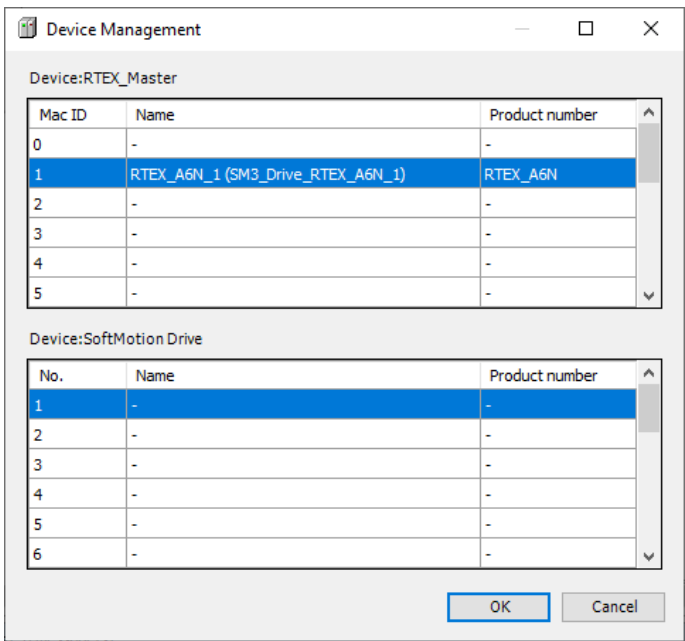 Device Management
Device:RTEX_Master
Mac ID Name Product number
0 - -
1 RTEX_A6N_1 (SM3_Drive_RTEX_A6N_1) RTEX_A6N
2 - -
3 - -
4 - -
5 - -
Device:SoftMotion Drive
No. Name Product number
1 - -
2 - -
3 - -
4 - -
5 - -
6 - -
OK Cancel